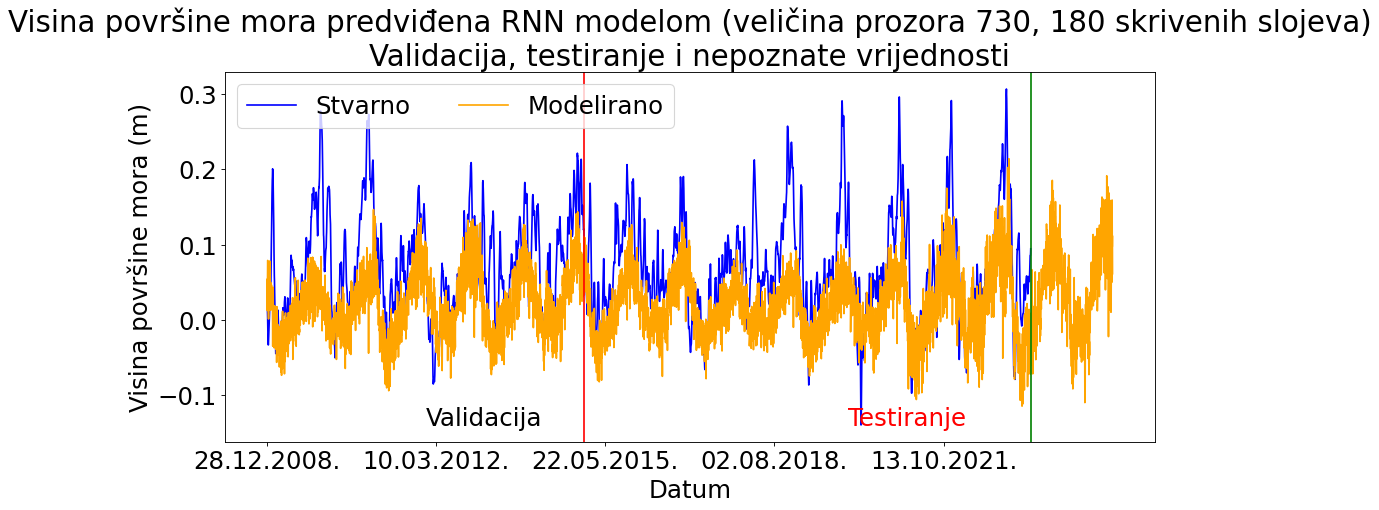 Visina površine mora predviđena RNN modelom (veličina prozora 730, 180 skrivenih slojeva)
Validacija, testiranje i nepoznate vrijednosti
Stvarno Modelirano
Visina površine mora (m)
0.3
0.2
0.1
0.0
−0.1
Validacija Testiranje
28.12.2008. 10.03.2012. 22.05.2015. 02.08.2018. 13.10.2021.
Datum